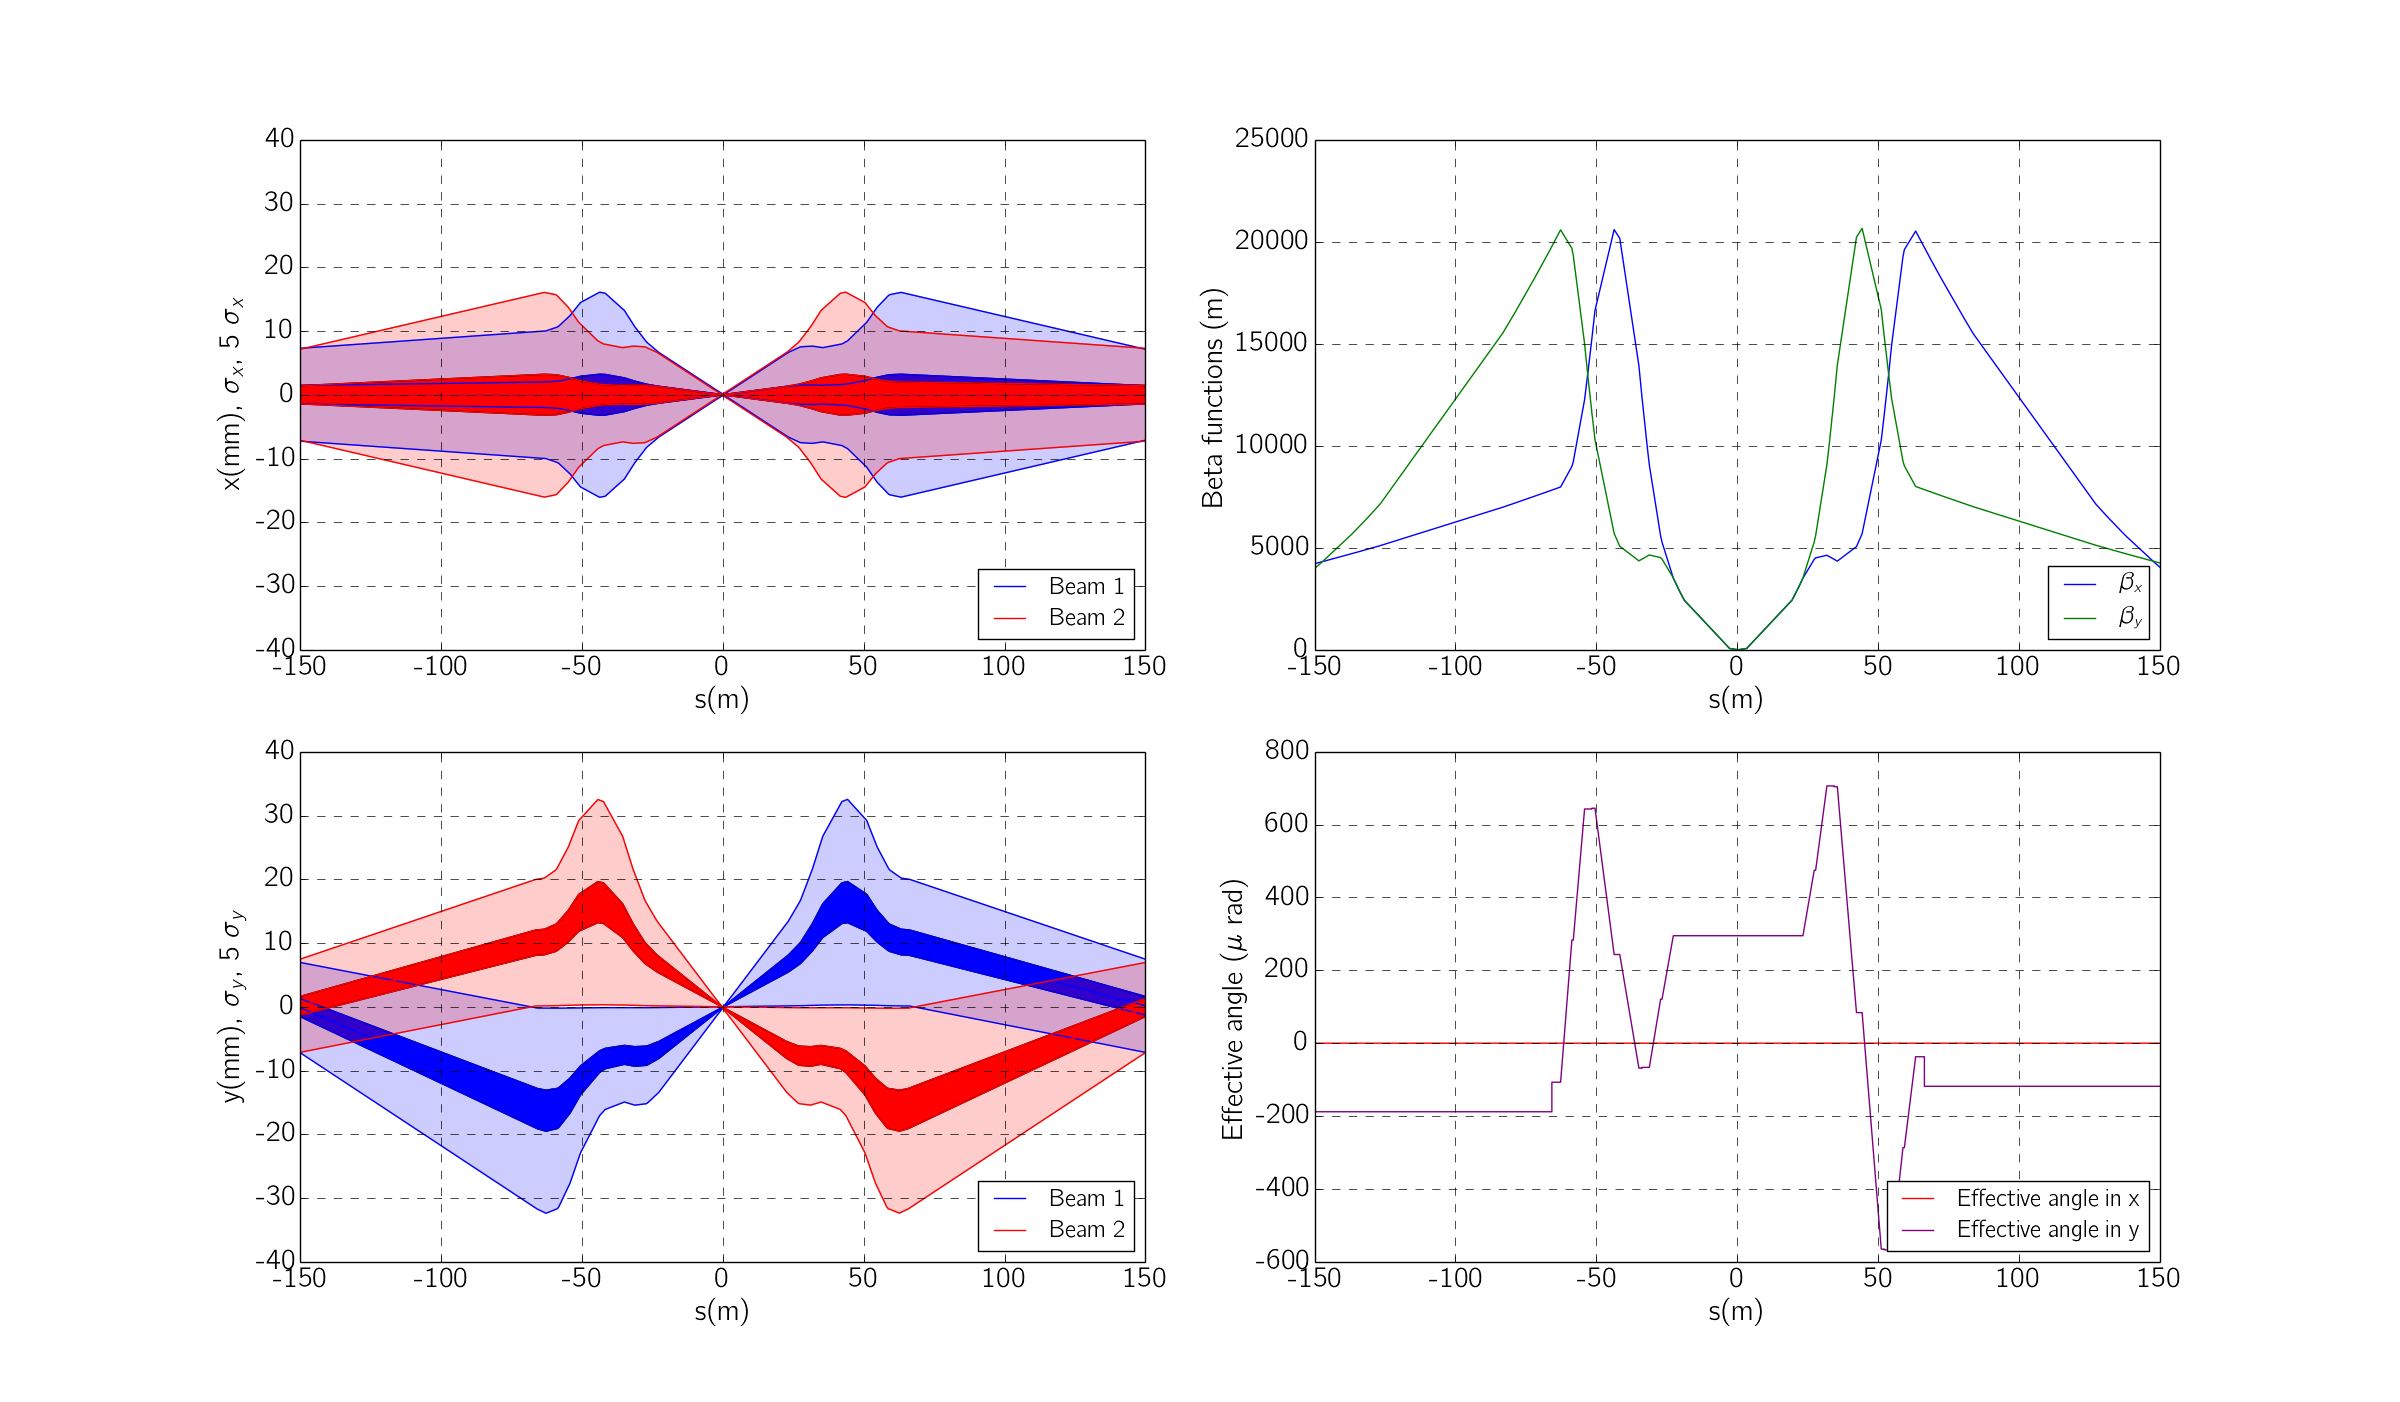 40
30
20
10
0
-10
-20
-30
-40
x(mm), σx, 5 σx
-150 -100 -50 0 50 100 150
s(m)
Beam 1
Beam 2
25000
20000
15000
10000
5000
0
Beta functions (m)
-150 -100 -50 0 50 100 150
s(m)
βx
βy
40
30
20
10
0
-10
-20
-30
-40
y(mm), σy, 5 σy
-150 -100 -50 0 50 100 150
s(m)
Beam 1
Beam 2
800
600
400
200
0
-200
-400
-600
Effective angle (μ rad)
-150 -100 -50 0 50 100 150
s(m)
Effective angle in x
Effective angle in y